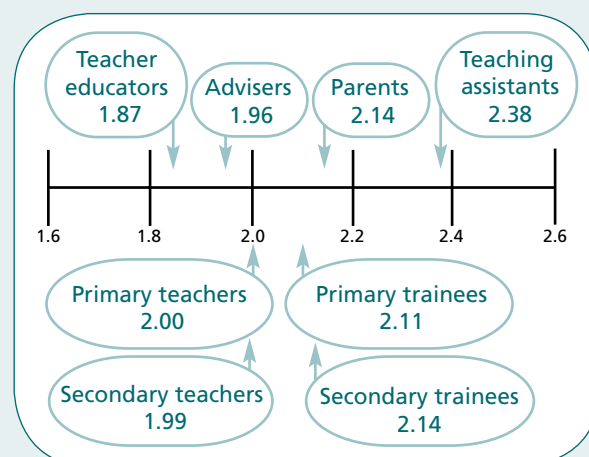 Teacher
educators
1.87
Advisers
1.96
Parents
2.14
Teaching
assistants
2.38
1.6
1.8
2.0
2.2
2.4
2.6
Primary teachers
2.00
Primary trainees
2.11
Secondary teachers
1.99
Secondary trainees
2.14